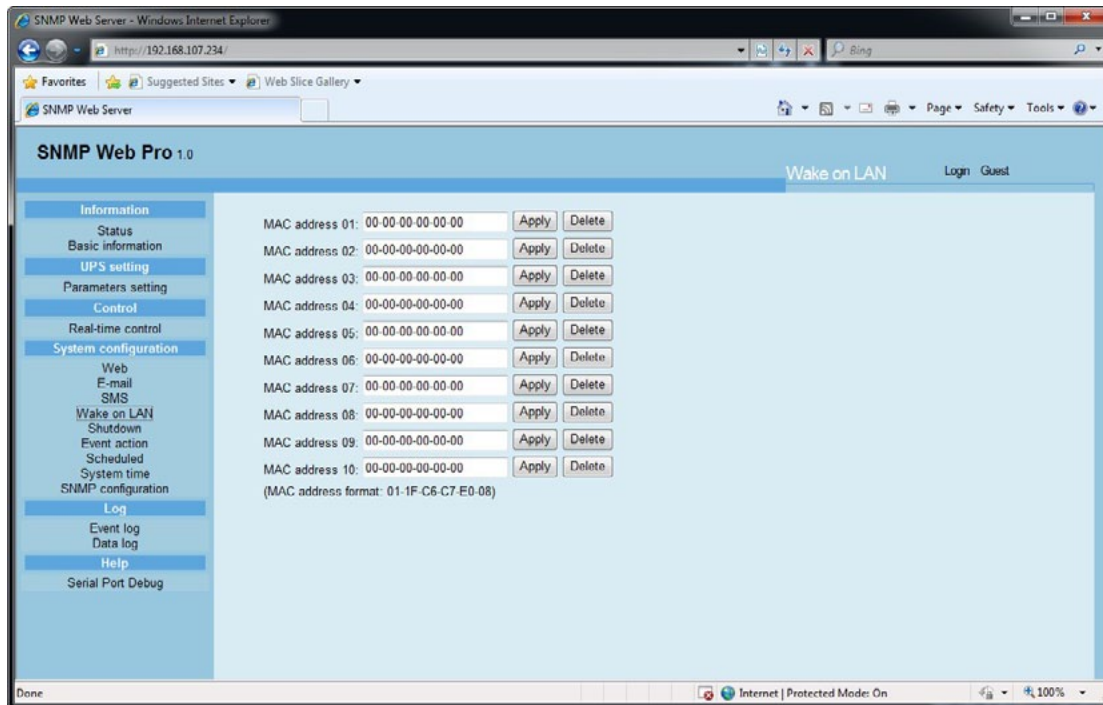 SNMP Web Server - Windows Internet Explorer
http://192.168.107.234/
Bing
Favorites Suggested Sites Web Slice Gallery
SNMP Web Server
Page Safety Tools
SNMP Web Pro 1.0
Wake on LAN
Login Guest
Information
Status
Basic information
UPS setting
Parameters setting
Control
Real-time control
System configuration
Web
E-mail
SMS
Wake on LAN
Shutdown
Event action
Scheduled
System time
SNMP configuration
Log
Event log
Data log
Help
Serial Port Debug
MAC address 01: 00-00-00-00-00-00 Apply Delete
MAC address 02: 00-00-00-00-00-00 Apply Delete
MAC address 03: 00-00-00-00-00-00 Apply Delete
MAC address 04: 00-00-00-00-00-00 Apply Delete
MAC address 05: 00-00-00-00-00-00 Apply Delete
MAC address 06: 00-00-00-00-00-00 Apply Delete
MAC address 07: 00-00-00-00-00-00 Apply Delete
MAC address 08: 00-00-00-00-00-00 Apply Delete
MAC address 09: 00-00-00-00-00-00 Apply Delete
MAC address 10: 00-00-00-00-00-00 Apply Delete
(MAC address format: 01-1F-C6-C7-E0-08)
Done
Internet | Protected Mode: On
100%